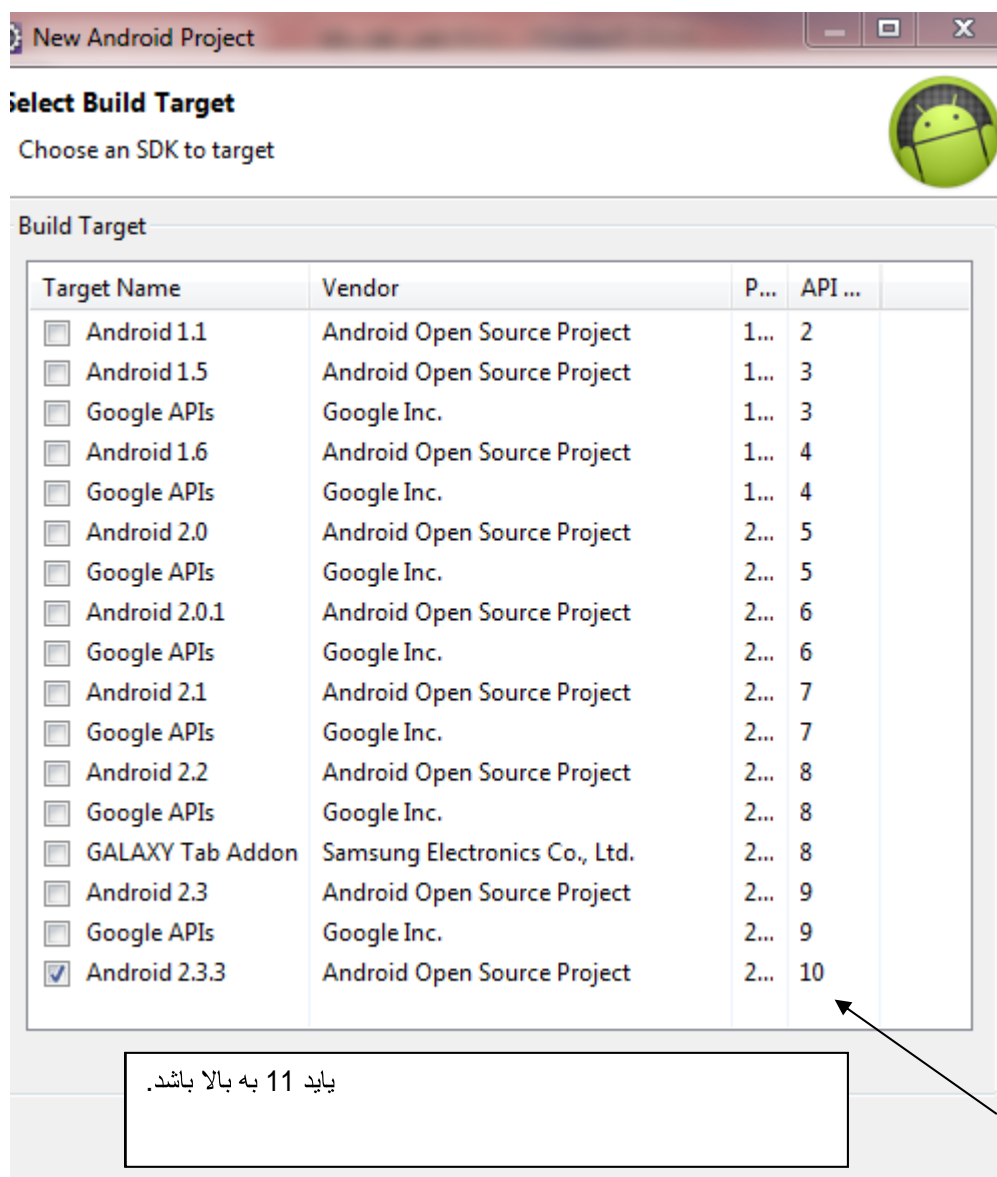 New Android Project
Select Build Target
Choose an SDK to target
Build Target
Target Name Vendor P... API ...
Android 1.1 Android Open Source Project 1... 2
Android 1.5 Android Open Source Project 1... 3
Google APIs Google Inc. 1... 3
Android 1.6 Android Open Source Project 1... 4
Google APIs Google Inc. 1... 4
Android 2.0 Android Open Source Project 2... 5
Google APIs Google Inc. 2... 5
Android 2.0.1 Android Open Source Project 2... 6
Google APIs Google Inc. 2... 6
Android 2.1 Android Open Source Project 2... 7
Google APIs Google Inc. 2... 7
Android 2.2 Android Open Source Project 2... 8
Google APIs Google Inc. 2... 8
GALAXY Tab Addon Samsung Electronics Co., Ltd. 2... 8
Android 2.3 Android Open Source Project 2... 9
Google APIs Google Inc. 2... 9
Android 2.3.3 Android Open Source Project 2... 10
یاید 11 به بالا باشد.